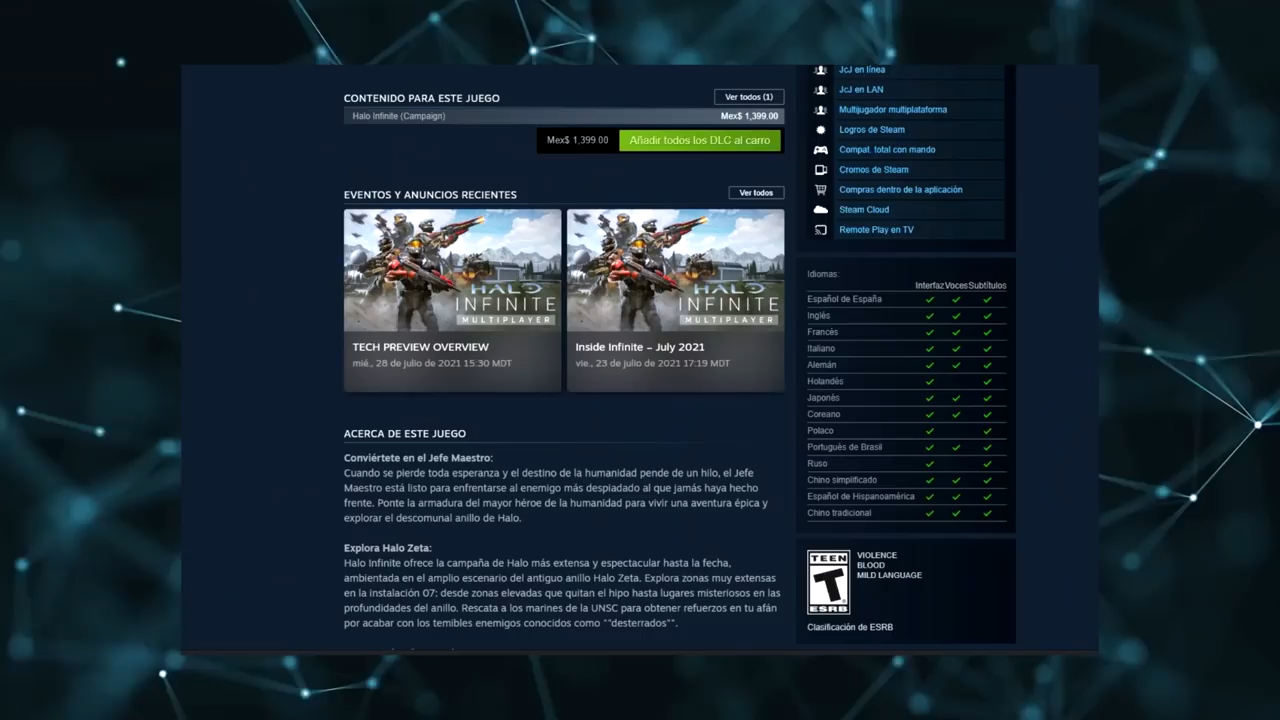 CONTENIDO PARA ESTE JUEGO
Ver todos (1)
Halo Infinite (Campaign)
Mex$ 1,399.00
Mex$ 1,399.00
Añadir todos los DLC al carro
EVENTOS Y ANUNCIOS RECIENTES
Ver todos
HALO
INFINITE
MULTIPLAYER
TECH PREVIEW OVERVIEW
mié., 28 de julio de 2021 15:30 MDT
HALO
INFINITE
MULTIPLAYER
Inside Infinite – July 2021
vie., 23 de julio de 2021 17:19 MDT
ACERCA DE ESTE JUEGO
Conviértete en el Jefe Maestro:
Cuando se pierde toda esperanza y el destino de la humanidad pende de un hilo, el Jefe
Maestro está listo para enfrentarse al enemigo más despiadado al que jamás haya hecho
frente. Ponte la armadura del mayor héroe de la humanidad para vivir una aventura épica y
explorar el descomunal anillo de Halo.
Explora Halo Zeta:
Halo Infinite ofrece la campaña de Halo más extensa y espectacular hasta la fecha,
ambientada en el amplio escenario del antiguo anillo Halo Zeta. Explora zonas muy extensas
en la instalación 07: desde zonas elevadas que quitan el hipo hasta lugares misteriosos en las
profundidades del anillo. Rescata a los marines de la UNSC para obtener refuerzos en tu afán
por acabar con los temibles enemigos conocidos como ""desterrados"".
JcJ en línea
JcJ en LAN
Multijugador multiplataforma
Logros de Steam
Compat. total con mando
Cromos de Steam
Compras dentro de la aplicación
Steam Cloud
Remote Play en TV
Idiomas:
Interfaz Voces Subtítulos
Español de España
Inglés
Francés
Italiano
Alemán
Holandés
Japonés
Coreano
Polaco
Portugués de Brasil
Ruso
Chino simplificado
Español de Hispanoamérica
Chino tradicional
TEEN
T
ESRB
VIOLENCE
BLOOD
MILD LANGUAGE
Clasificación de ESRB